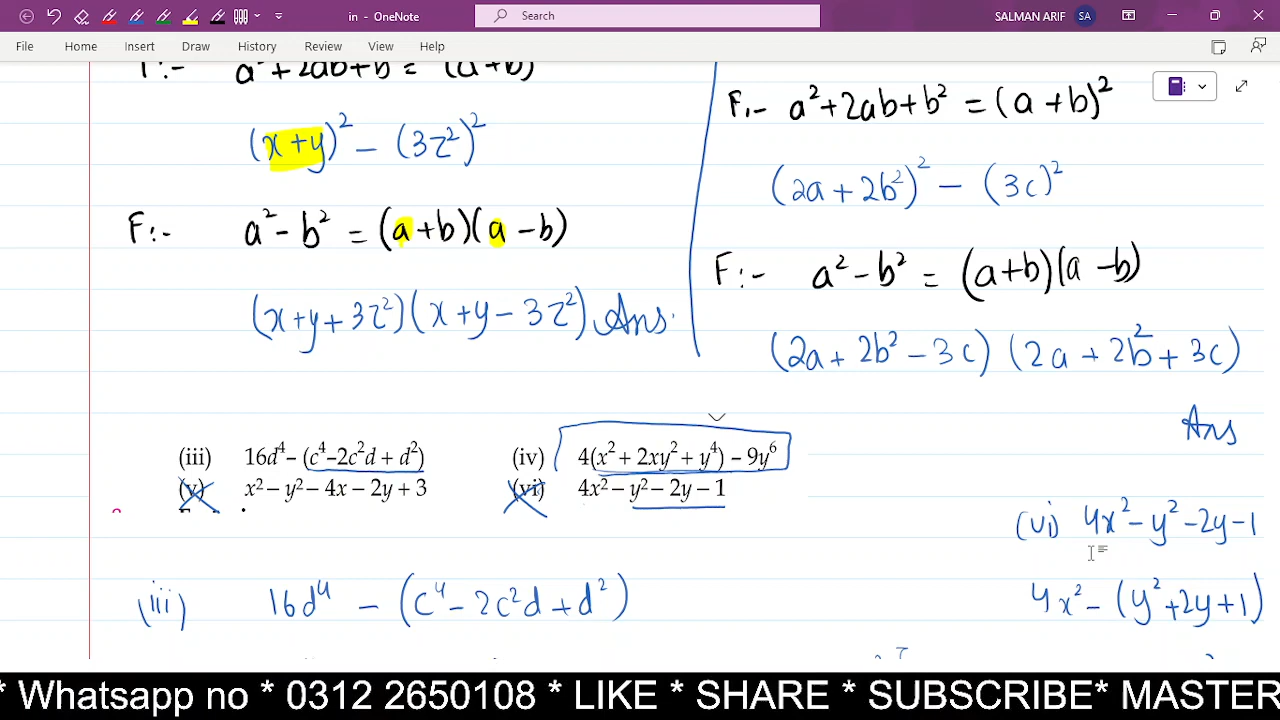 in - OneNote
Search
SALMAN ARIF
SA
File Home Insert Draw History Review View Help
F:- a² + 2ab + b² = (a + b)²
(x + y)² – (3z²)²
F:- a² – b² = (a + b)(a – b)
(x + y + 3z²)(x + y – 3z²) Ans.
F:- a² + 2ab + b² = (a + b)²
(2a + 2b²)² – (3c)²
F:- a² – b² = (a + b)(a – b)
(2a + 2b² – 3c)(2a + 2b² + 3c)
Ans
(iii) 16d⁴ – (c⁴ – 2c²d + d²) (iv) 4(x² + 2xy² + y⁴) – 9y⁶
(v) x² – y² – 4x – 2y + 3 (vi) 4x² – y² – 2y – 1
(vi) 4x² – y² – 2y – 1
4x² – (y² + 2y + 1)
(iii) 16d⁴ – (c⁴ – 2c²d + d²)
* Whatsapp no * 0312 2650108 * LIKE * SHARE * SUBSCRIBE* MASTER